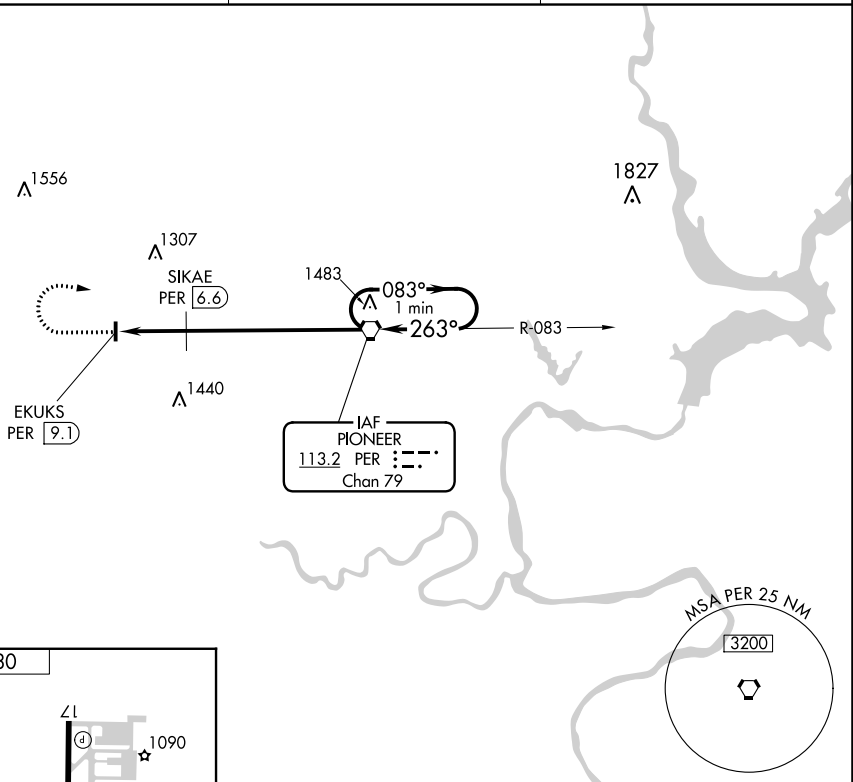 1556
1827
1307
SIKAE
PER 6.6
1483
083°
1 min
263°
R-083
1440
EKUKS
PER 9.1
IAF
PIONEER
113.2 PER
Chan 79
MSA PER 25 NM
3200
30
17
P
1090